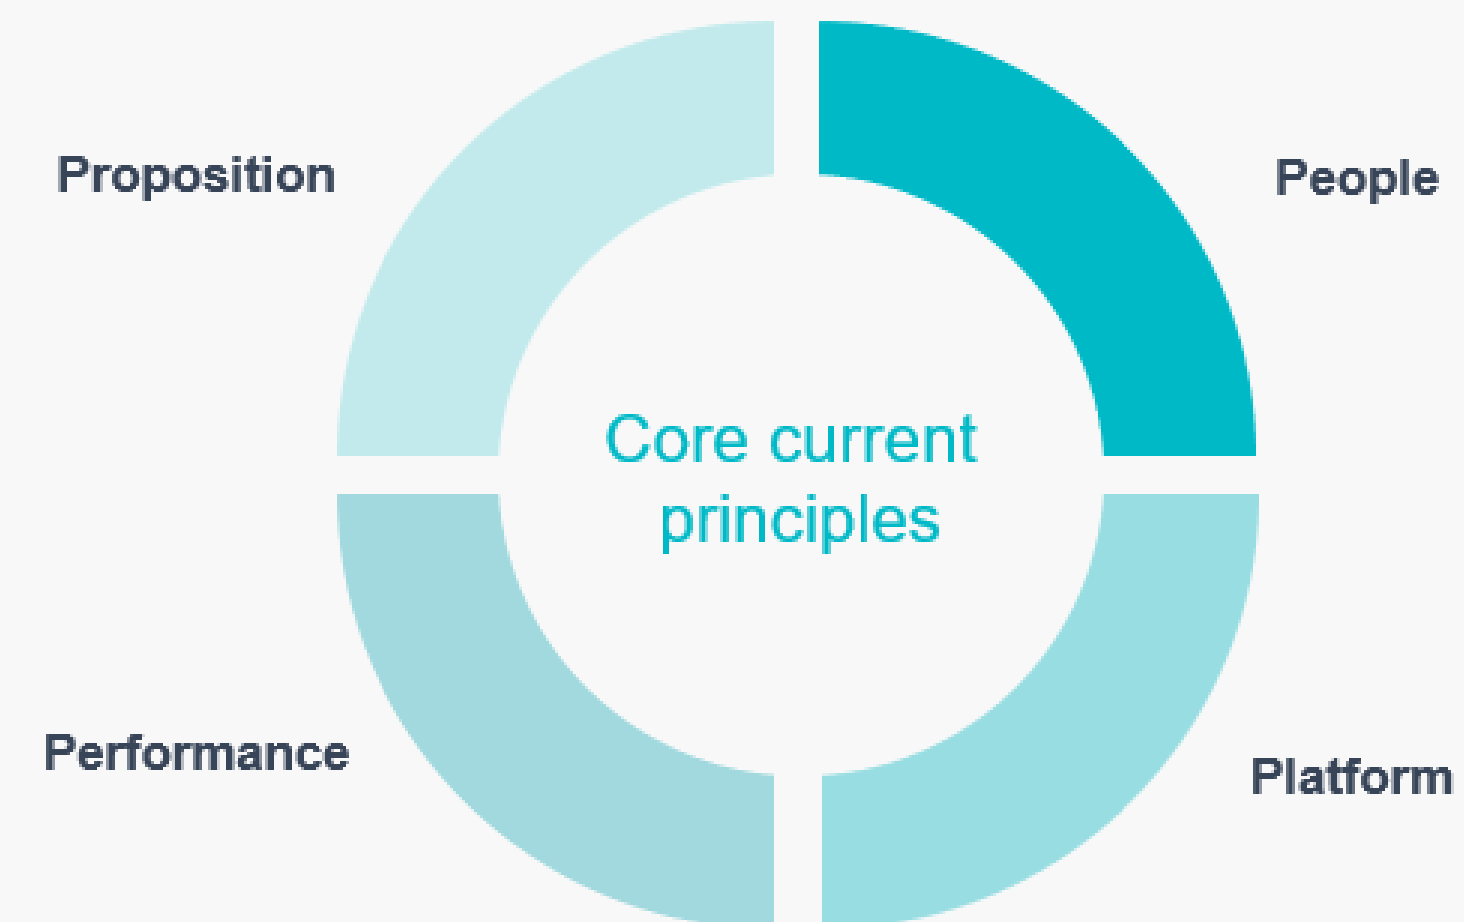 Proposition
People
Core current
principles
Performance
Platform